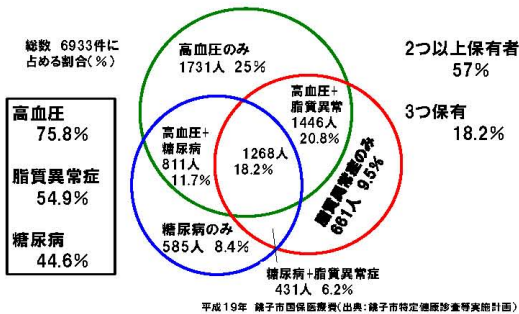 総数 6933件に
占める割合(%)
高血圧
75.8%
脂質異常症
54.9%
糖尿病
44.6%
高血圧のみ
1731人 25%
高血圧+
脂質異常
1446人
20.8%
高血圧+
糖尿病
811人
11.7%
1268人
18.2%
脂質異常症のみ
661人 9.5%
糖尿病のみ
585人 8.4%
糖尿病+脂質異常症
431人 6.2%
2つ以上保有者
57%
3つ保有
18.2%
平成19年 銚子市国保医療費(出典:銚子市特定健康診査等実施計画)